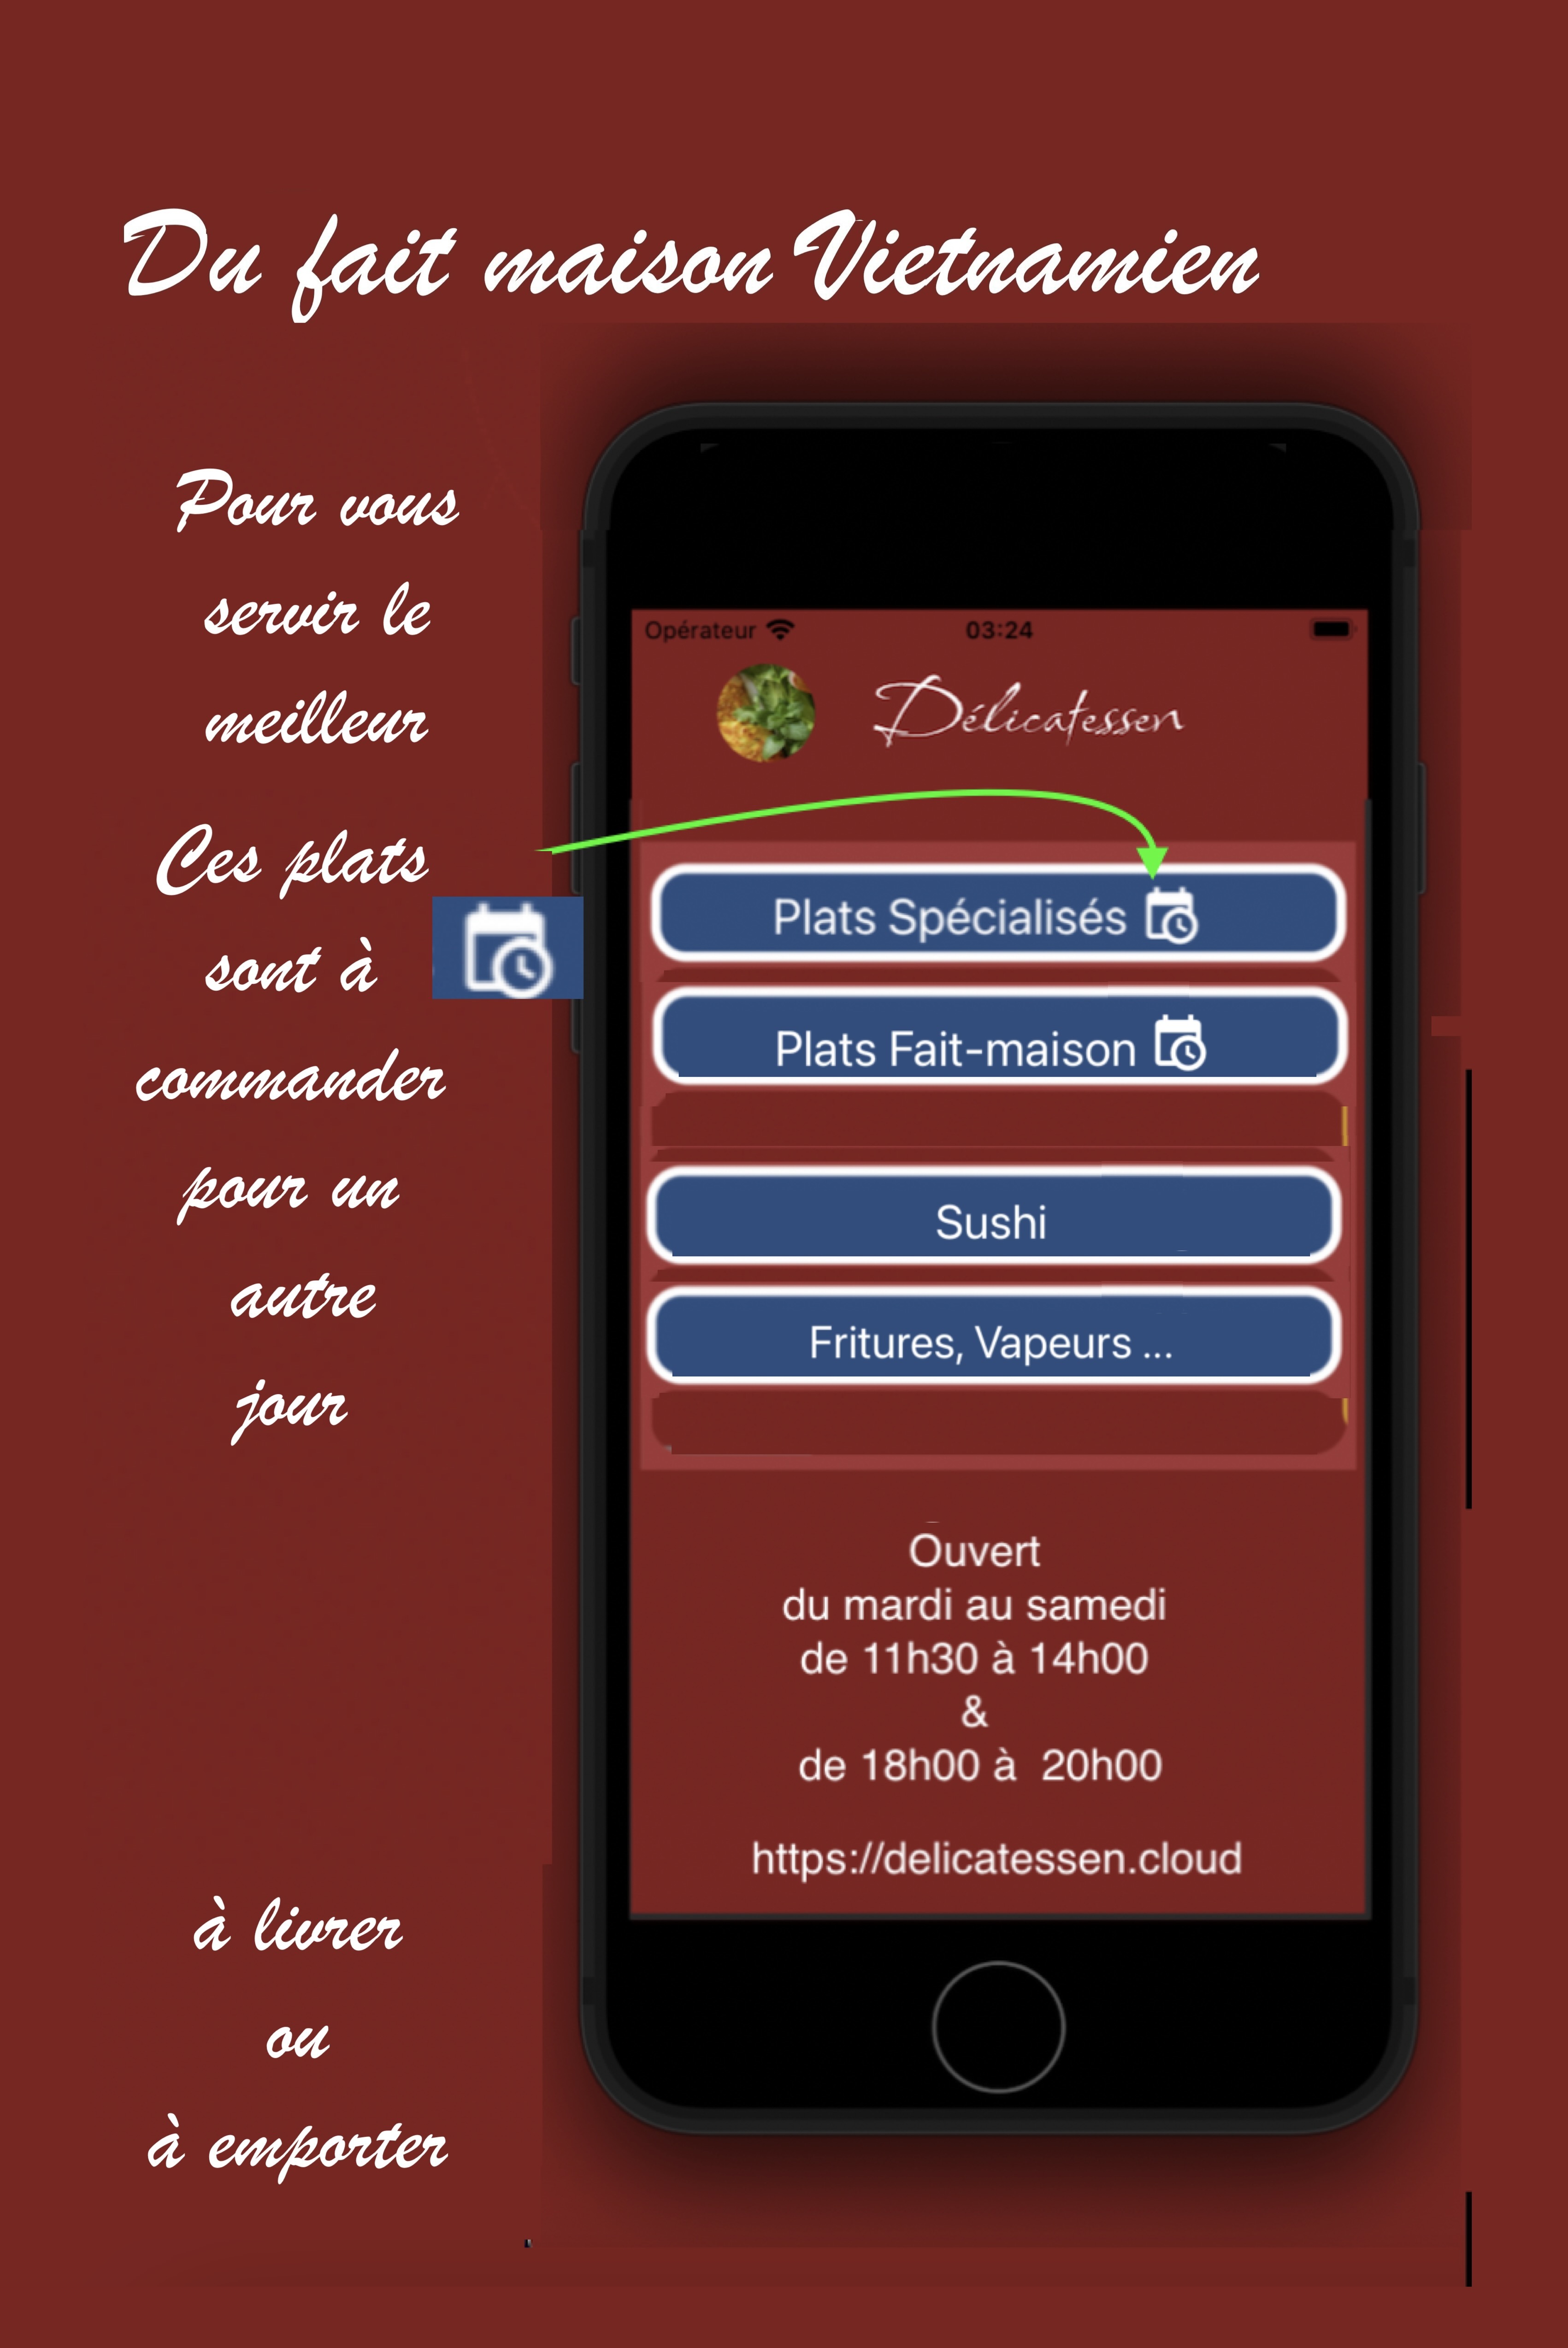 Du fait maison Vietnamien
Pour vous
servir le
meilleur
Ces plats
sont à
commander
pour un
autre
jour
à livrer
ou
à emporter
Opérateur 03:24
Délicatessen
Plats Spécialisés
Plats Fait-maison
Sushi
Fritures, Vapeurs ...
Ouvert
du mardi au samedi
de 11h30 à 14h00
&
de 18h00 à 20h00
https://delicatessen.cloud